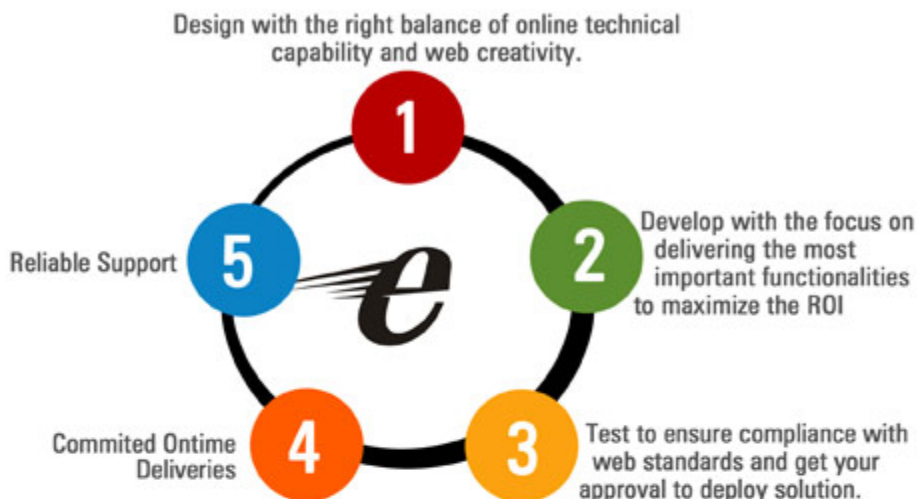 Design with the right balance of online technical
capability and web creativity.
1
2
Develop with the focus on
delivering the most
important functionalities
to maximize the ROI
3
Test to ensure compliance with
web standards and get your
approval to deploy solution.
4
Commited Ontime
Deliveries
5
Reliable Support
e